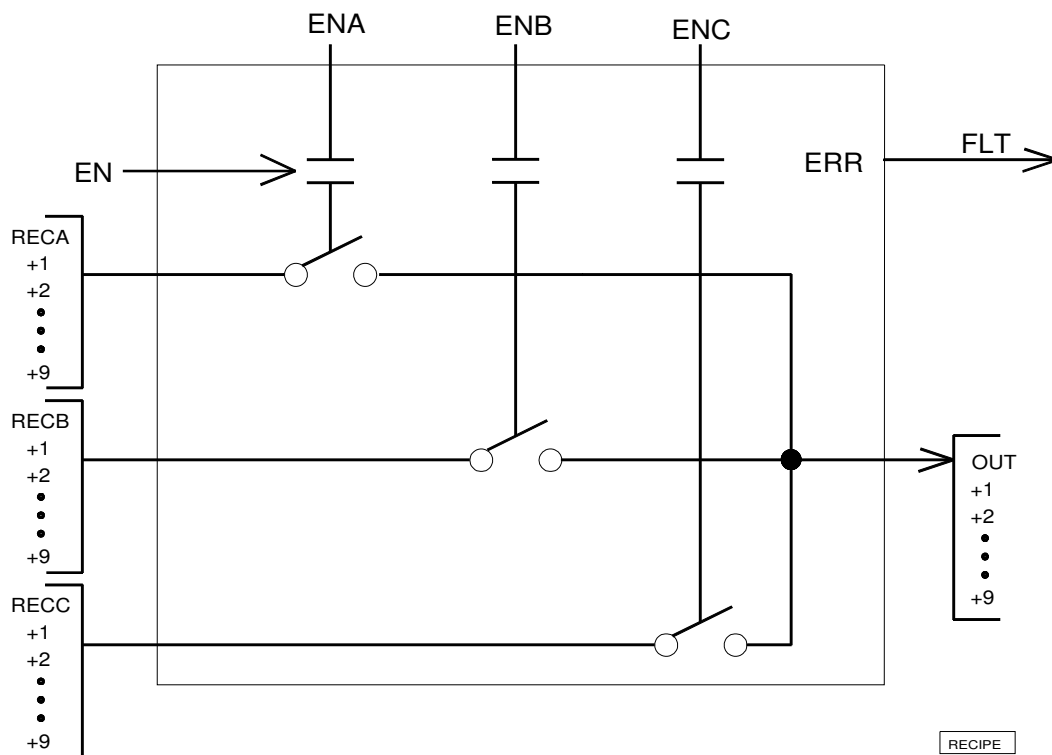 ENA
ENB
ENC
EN
ERR
FLT
RECA
+1
+2
+9
RECB
+1
+2
+9
RECC
+1
+2
+9
OUT
+1
+2
+9
RECIPE